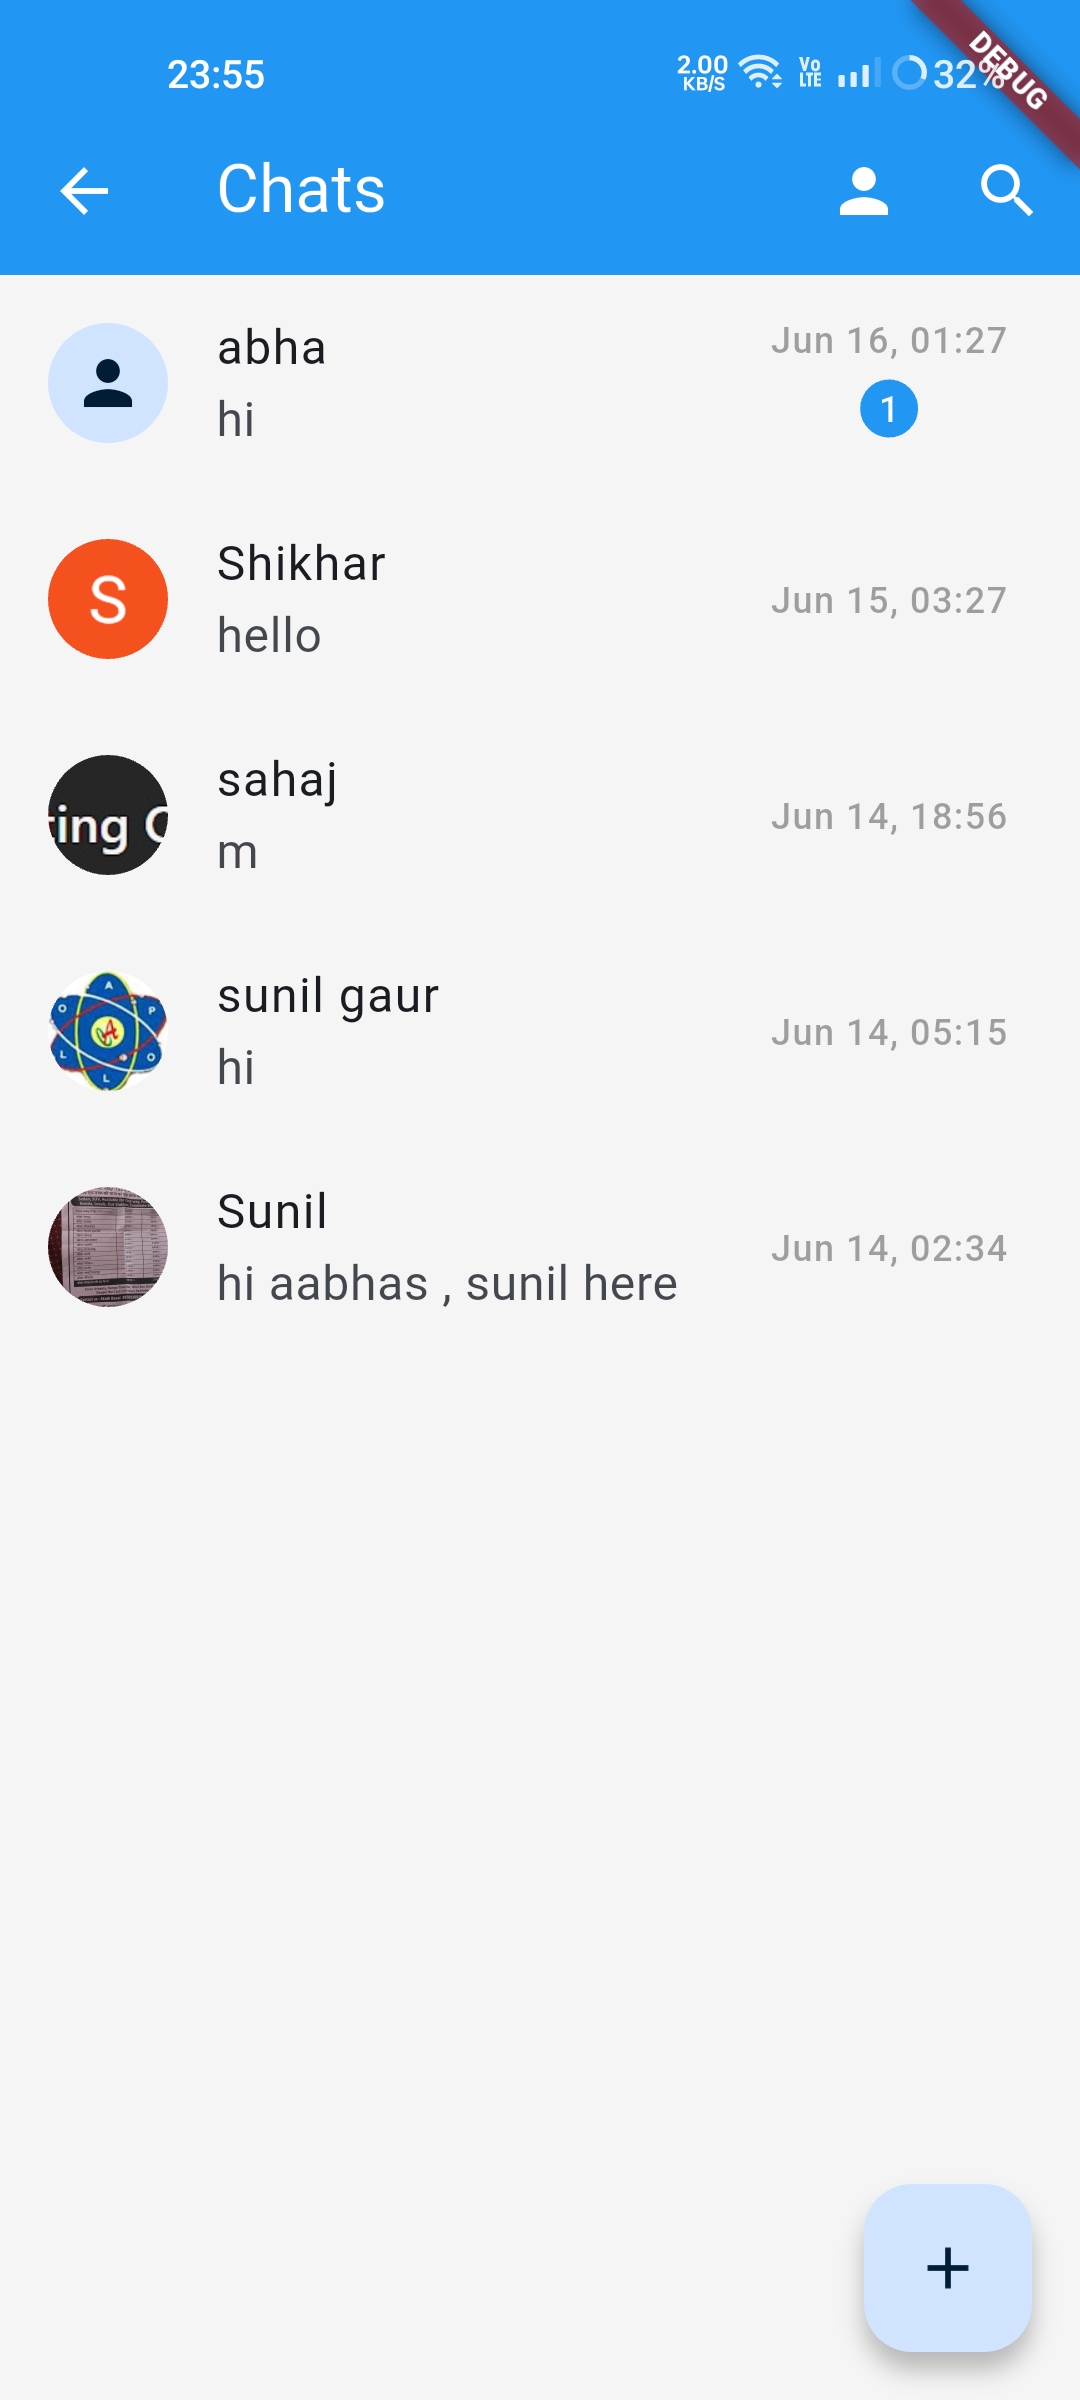 23:55 2.00 KB/S Vo LTE 32%
DEBUG
Chats
abha Jun 16, 01:27
hi 1
S Shikhar Jun 15, 03:27
hello
sahaj Jun 14, 18:56
ing
m
sunil gaur Jun 14, 05:15
A P O L L O A
hi
Sunil Jun 14, 02:34
hi aabhas , sunil here